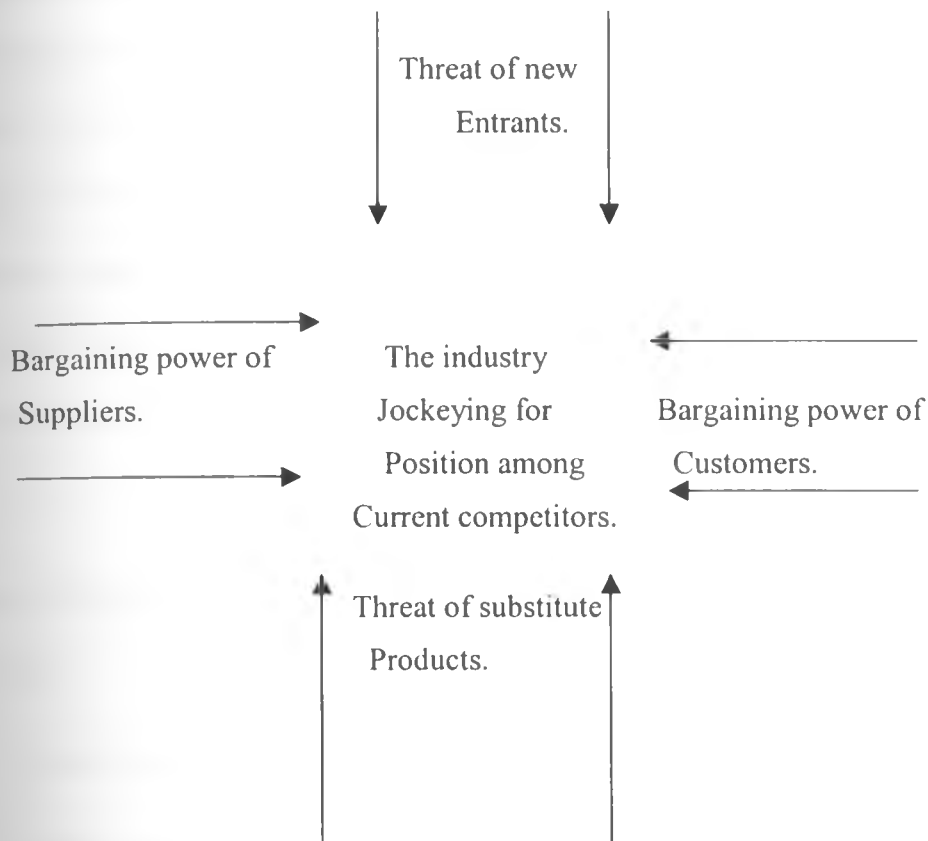 Threat of new
Entrants.
Bargaining power of
Suppliers.
The industry
Jockeying for
Position among
Current competitors.
Bargaining power of
Customers.
Threat of substitute
Products.